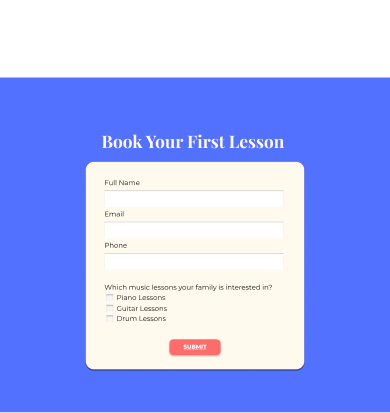 Book Your First Lesson
Full Name
Email
Phone
Which music lessons your family is interested in?
Piano Lessons
Guitar Lessons
Drum Lessons
SUBMIT